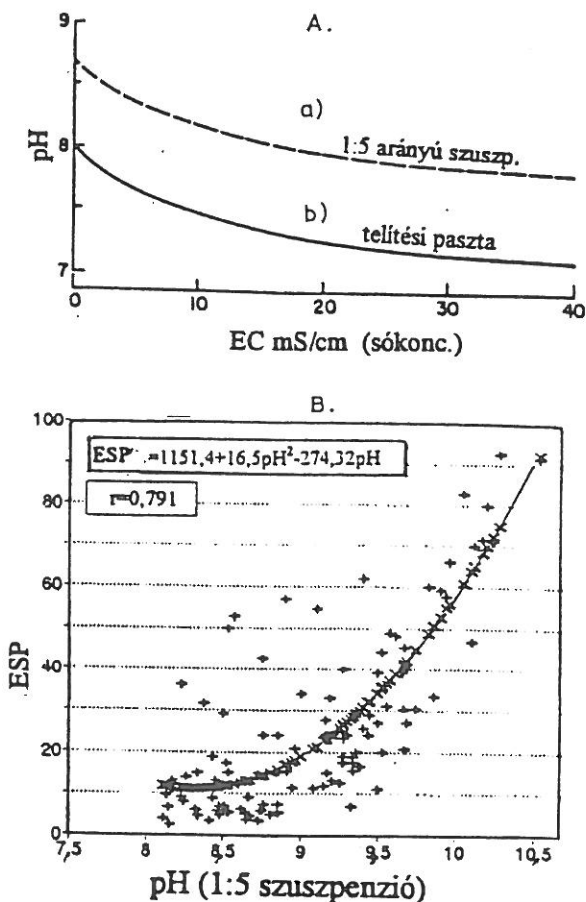 A.
9
8
7
pH
a)
1:5 arányú szuszp.
b)
telítési paszta
0 10 20 30 40
EC mS/cm (sókonc.)
B.
100
80
60
40
20
0
ESP
ESP =1151,4+16,5pH²-274,32pH
r=0,791
7,5 8 8,5 9 9,5 10 10,5
pH (1:5 szuszpenzió)